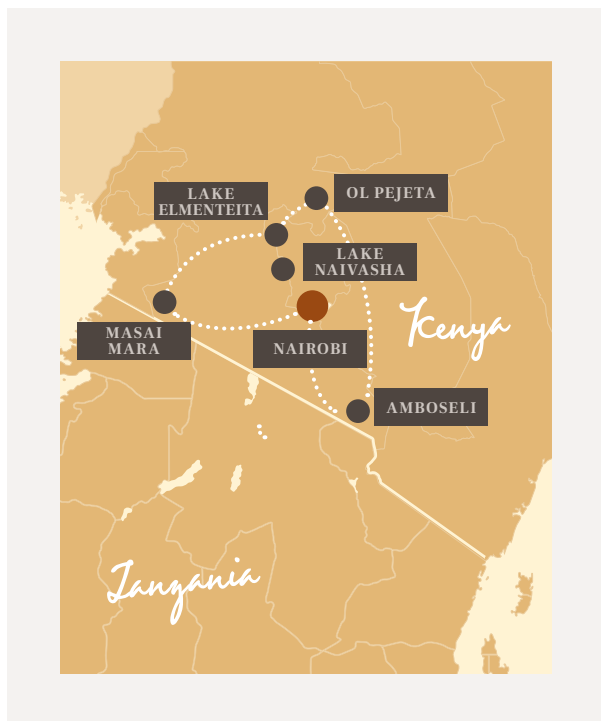 LAKE
ELMENTEITA
OL PEJETA
LAKE
NAIVASHA
Kenya
MASAI
MARA
NAIROBI
AMBOSELI
Tanzania